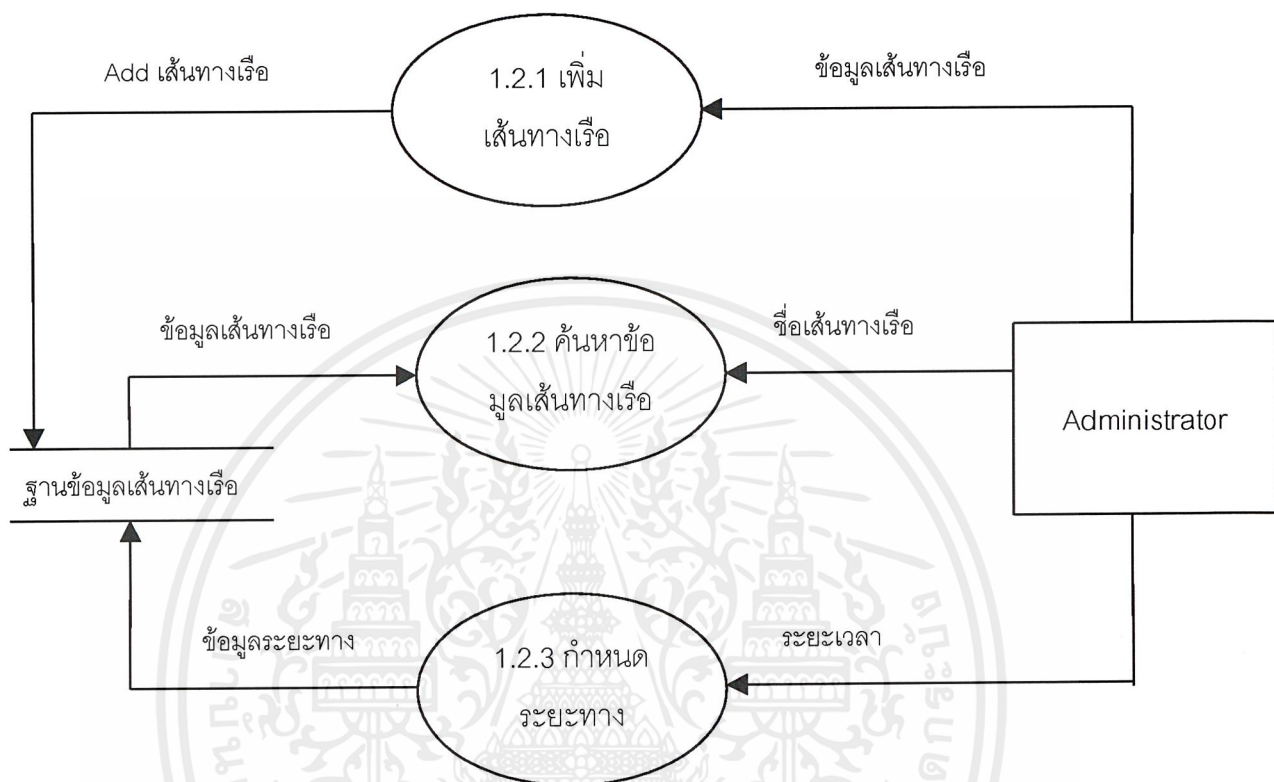 Add เส้นทางเรือ
1.2.1 เพิ่ม
เส้นทางเรือ
ข้อมูลเส้นทางเรือ
ข้อมูลเส้นทางเรือ
1.2.2 ค้นหาข้อ
มูลเส้นทางเรือ
ชื่อเส้นทางเรือ
Administrator
ฐานข้อมูลเส้นทางเรือ
ข้อมูลระยะทาง
1.2.3 กำหนด
ระยะทาง
ระยะเวลา